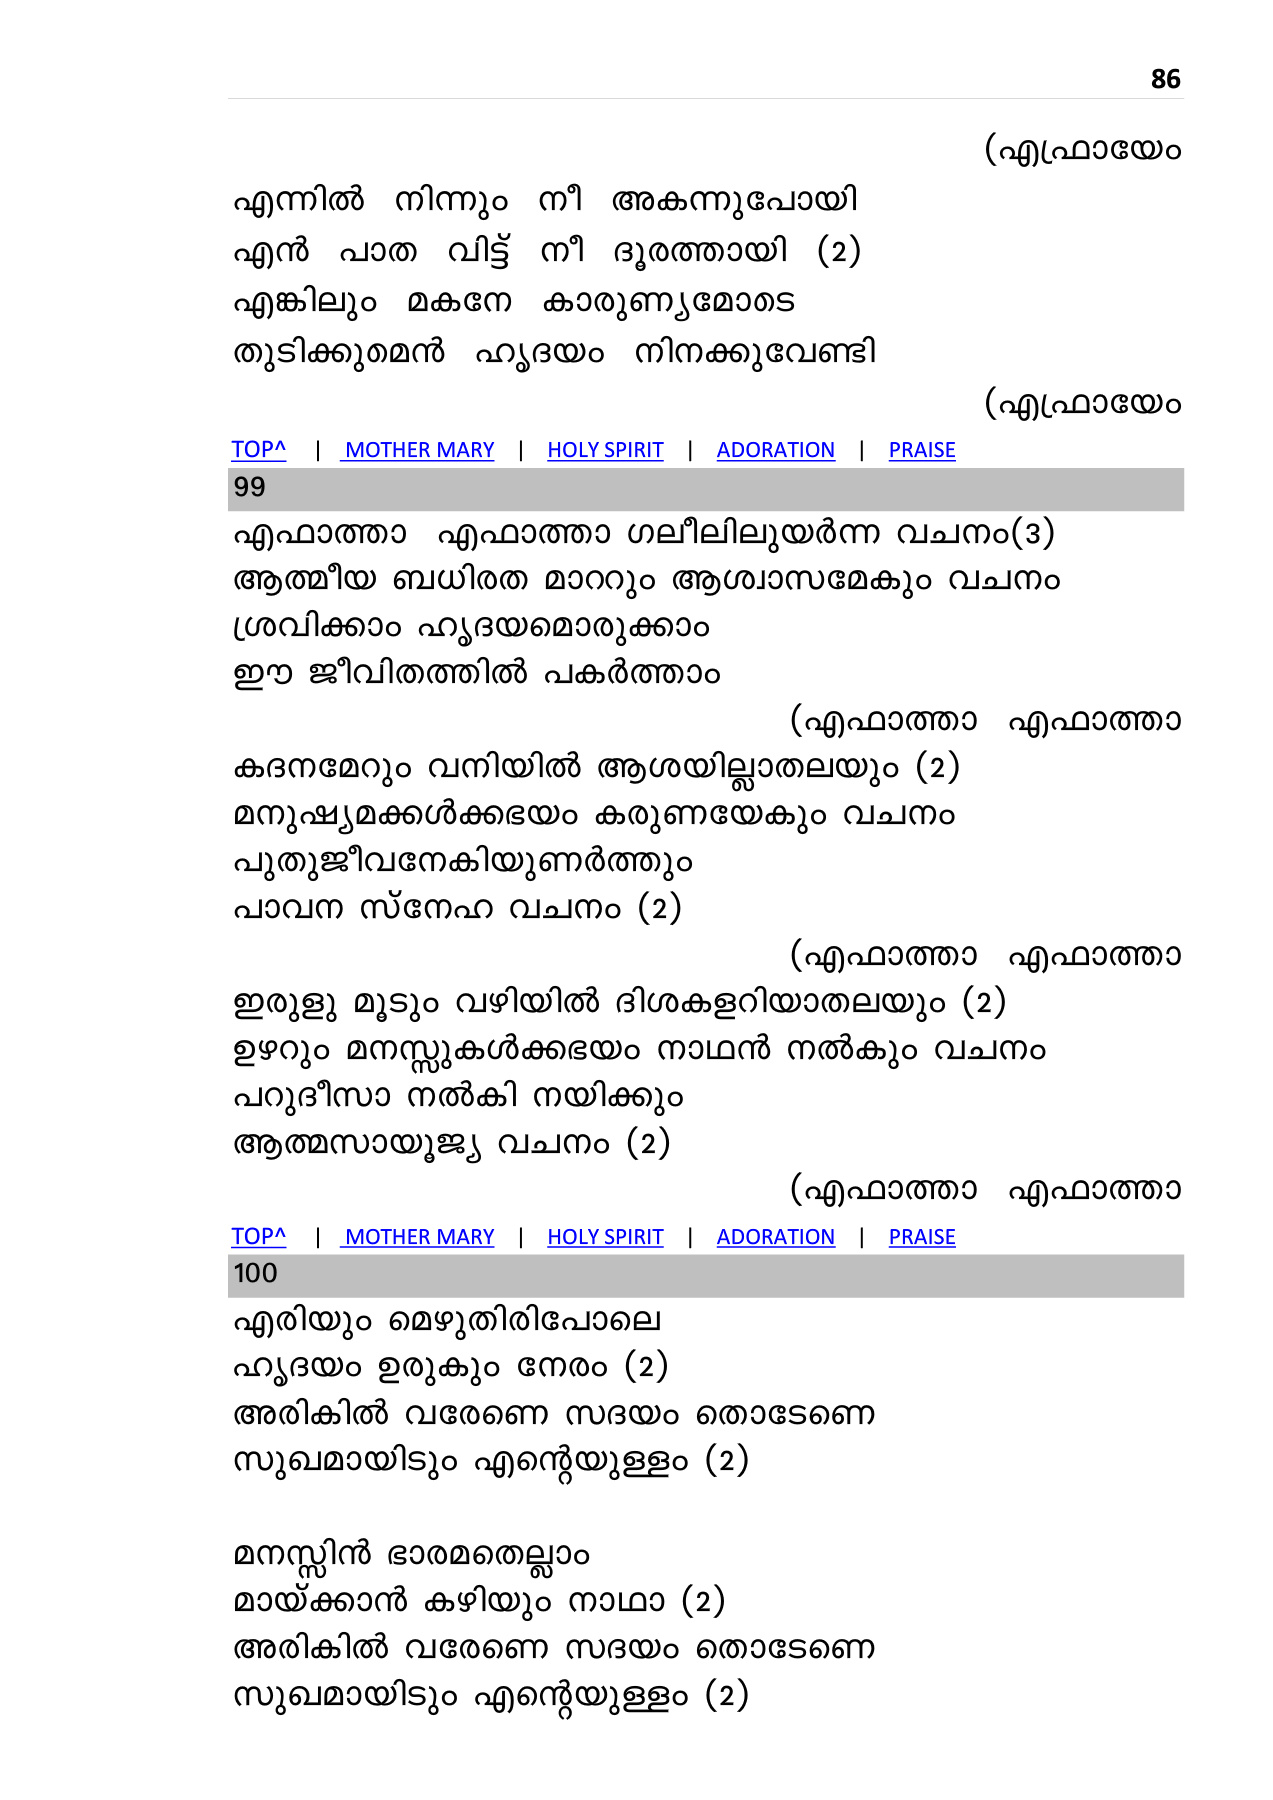 86
(എഫ്രായേം
എന്നിൽ നിന്നും നീ അകന്നുപോയി
എൻ പാത വിട്ട് നീ ദൂരത്തായി (2)
എങ്കിലും മകനേ കാരുണ്യമോടെ
തുടിക്കുമെൻ ഹൃദയം നിനക്കുവേണ്ടി
(എഫ്രായേം
TOP^ | MOTHER MARY | HOLY SPIRIT | ADORATION | PRAISE
99
എഫാത്താ എഫാത്താ ഗലീലിലുയർന്ന വചനം(3)
ആത്മീയ ബധിരത മാററും ആശ്വാസമേകും വചനം
ശ്രവിക്കാം ഹൃദയമൊരുക്കാം
ഈ ജീവിതത്തിൽ പകർത്താം
(എഫാത്താ എഫാത്താ
കദനമേറും വനിയിൽ ആശയില്ലാതലയും (2)
മനുഷ്യമക്കൾക്കഭയം കരുണയേകും വചനം
പുതുജീവനേകിയുണർത്തും
പാവന സ്നേഹ വചനം (2)
(എഫാത്താ എഫാത്താ
ഇരുളു മൂടും വഴിയിൽ ദിശകളറിയാതലയും (2)
ഉഴറും മനസ്സുകൾക്കഭയം നാഥൻ നൽകും വചനം
പറുദീസാ നൽകി നയിക്കും
ആത്മസായൂജ്യ വചനം (2)
(എഫാത്താ എഫാത്താ
TOP^ | MOTHER MARY | HOLY SPIRIT | ADORATION | PRAISE
100
എരിയും മെഴുതിരിപോലെ
ഹൃദയം ഉരുകും നേരം (2)
അരികിൽ വരേണെ സദയം തൊടേണെ
സുഖമായിടും എന്റെയുള്ളം (2)
മനസ്സിൻ ഭാരമതെല്ലാം
മായ്ക്കാൻ കഴിയും നാഥാ (2)
അരികിൽ വരേണെ സദയം തൊടേണെ
സുഖമായിടും എന്റെയുള്ളം (2)